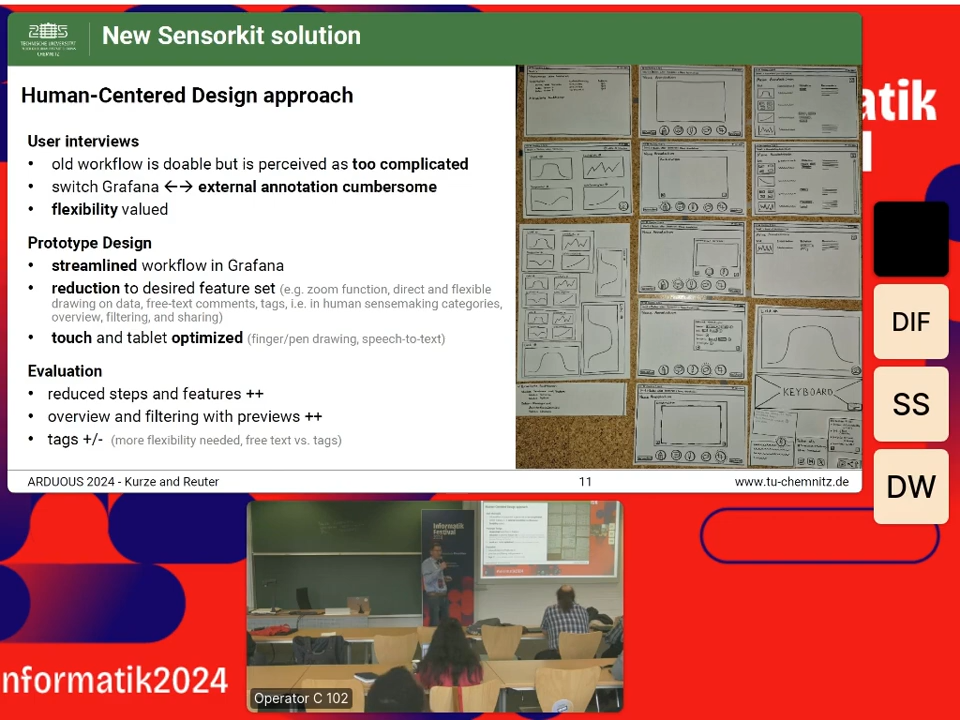 TECHNISCHE UNIVERSITÄT
CHEMNITZ
New Sensorkit solution
Human-Centered Design approach
User interviews
• old workflow is doable but is perceived as too complicated
• switch Grafana ←→ external annotation cumbersome
• flexibility valued
Prototype Design
• streamlined workflow in Grafana
• reduction to desired feature set (e.g. zoom function, direct and flexible
drawing on data, free-text comments, tags, i.e. in human sensemaking categories,
overview, filtering, and sharing)
• touch and tablet optimized (finger/pen drawing, speech-to-text)
Evaluation
• reduced steps and features ++
• overview and filtering with previews ++
• tags +/- (more flexibility needed, free text vs. tags)
KEYBOARD
ARDUOUS 2024 - Kurze and Reuter
11
www.tu-chemnitz.de
atik
l
DIF
SS
DW
Informatik
Festival
Operator C 102
nformatik2024